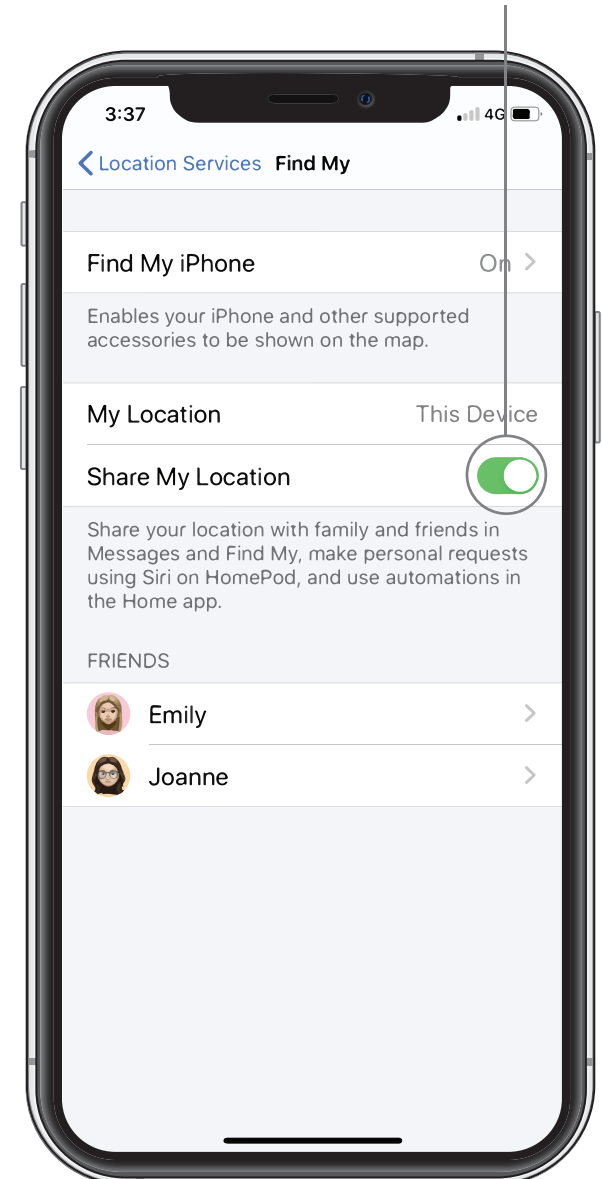 3:37 4G
Location Services Find My
Find My iPhone On
Enables your iPhone and other supported
accessories to be shown on the map.
My Location This Device
Share My Location
Share your location with family and friends in
Messages and Find My, make personal requests
using Siri on HomePod, and use automations in
the Home app.
FRIENDS
Emily
Joanne